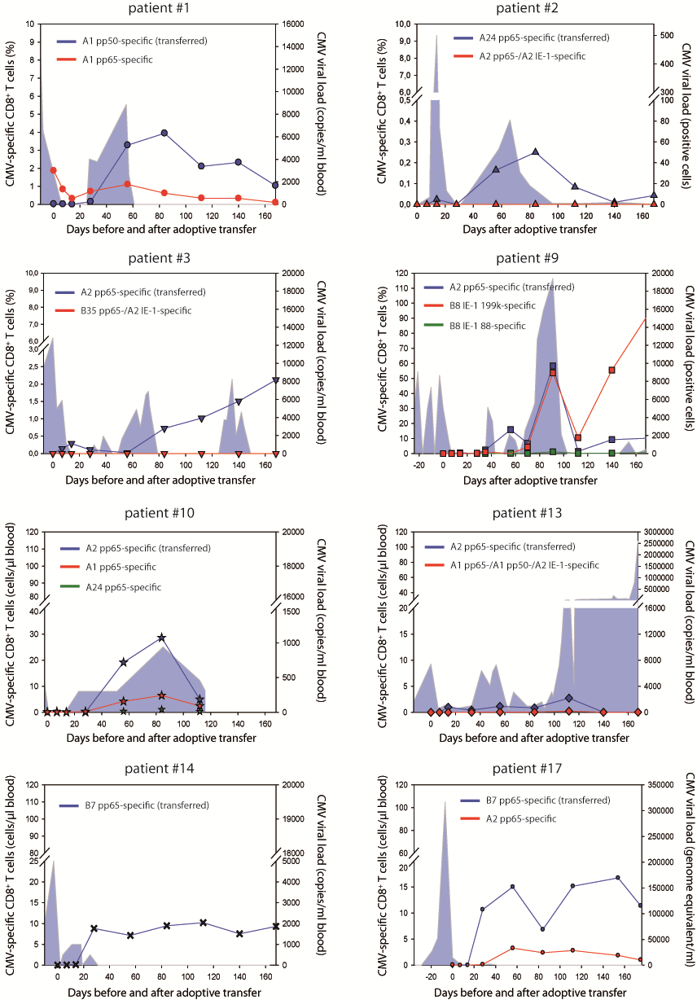 patient #1
CMV-specific CD8+ T cells (%)
10
9
8
7
6
5
4
3
2
1
0
A1 pp50-specific (transferred)
A1 pp65-specific
16000
14000
12000
10000
8000
6000
4000
2000
0
CMV viral load (copies/ml blood)
0 20 40 60 80 100 120 140 160
Days before and after adoptive transfer
patient #2
CMV-specific CD8+ T cells (%)
10,0
9,0
8,0
7,0
6,0
0,5
0,4
0,3
0,2
0,1
0,0
A24 pp65-specific (transferred)
A2 pp65-/A2 IE-1-specific
500
400
300
100
80
60
40
20
0
CMV viral load (positive cells)
0 20 40 60 80 100 120 140 160
Days after adoptive transfer
patient #3
CMV-specific CD8+ T cells (%)
10,0
9,0
8,0
7,0
6,0
3,0
2,5
2,0
1,5
1,0
0,5
0,0
A2 pp65-specific (transferred)
B35 pp65-/A2 IE-1-specific
20000
18000
16000
14000
12000
10000
8000
6000
4000
2000
0
CMV viral load (copies/ml blood)
0 20 40 60 80 100 120 140 160
Days before and after adoptive transfer
patient #9
CMV-specific CD8+ T cells (%)
120
110
100
90
80
70
60
50
40
30
20
10
0
A2 pp65-specific (transferred)
B8 IE-1 199k-specific
B8 IE-1 88-specific
20000
18000
16000
14000
12000
10000
8000
6000
4000
2000
0
CMV viral load (positive cells)
-20 0 20 40 60 80 100 120 140 160
Days before and after adoptive transfer
patient #10
CMV-specific CD8+ T cells (cells/µl blood)
120
110
100
90
80
40
30
20
10
0
A2 pp65-specific (transferred)
A1 pp65-specific
A24 pp65-specific
20000
18000
16000
1500
1000
500
0
CMV viral load (copies/ml blood)
0 20 40 60 80 100 120 140 160
Days before and after adoptive transfer
patient #13
CMV-specific CD8+ T cells (cells/µl blood)
120
100
80
60
40
20
15
10
5
0
A2 pp65-specific (transferred)
A1 pp65-/A1 pp50-/A2 IE-1-specific
3000000
2500000
2000000
1500000
1000000
500000
16000
12000
8000
4000
0
CMV viral load (copies/ml blood)
0 20 40 60 80 100 120 140 160
Days before and after adoptive transfer
patient #14
CMV-specific CD8+ T cells (cells/µl blood)
120
110
100
90
80
25
20
15
10
5
0
B7 pp65-specific (transferred)
20000
19000
18000
5000
4000
3000
2000
1000
0
CMV viral load (copies/ml blood)
0 20 40 60 80 100 120 140 160
Days before and after adoptive transfer
patient #17
CMV-specific CD8+ T cells (cells/µl blood)
120
100
80
60
20
15
10
5
0
B7 pp65-specific (transferred)
A2 pp65-specific
350000
300000
250000
200000
150000
100000
50000
0
CMV viral load (genome equivalent/ml)
-20 0 20 40 60 80 100 120 140 160
Days before and after adoptive transfer